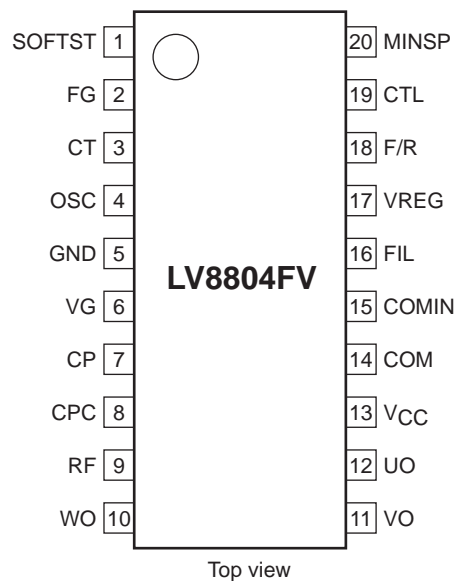 SOFTST 1 20 MINSP
FG 2 19 CTL
CT 3 18 F/R
OSC 4 17 VREG
GND 5 16 FIL
LV8804FV
VG 6 15 COMIN
CP 7 14 COM
CPC 8 13 VCC
RF 9 12 UO
WO 10 11 VO
Top view